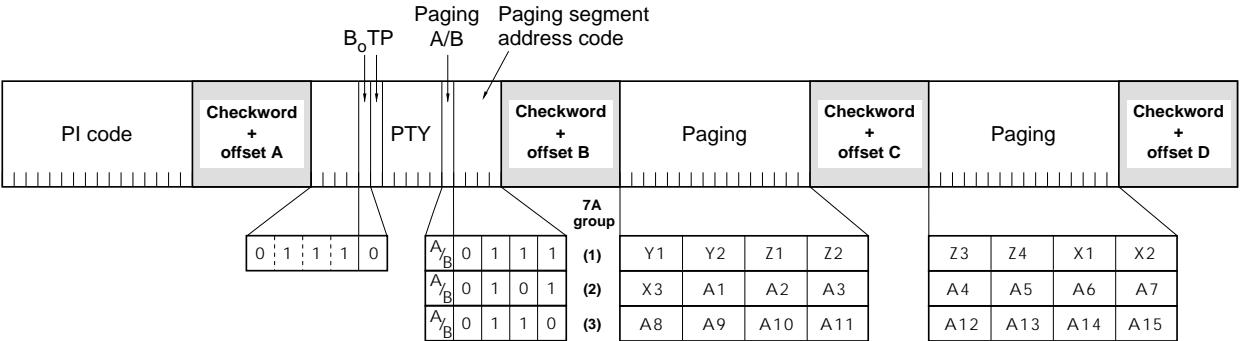 Paging Paging segment
BoTP A/B address code
PI code
Checkword
+
offset A
PTY
Checkword
+
offset B
Paging
Checkword
+
offset C
Paging
Checkword
+
offset D
7A
group
0 1 1 1 0
A/B 0 1 1 1 (1) Y1 Y2 Z1 Z2 Z3 Z4 X1 X2
A/B 0 1 0 1 (2) X3 A1 A2 A3 A4 A5 A6 A7
A/B 0 1 1 0 (3) A8 A9 A10 A11 A12 A13 A14 A15